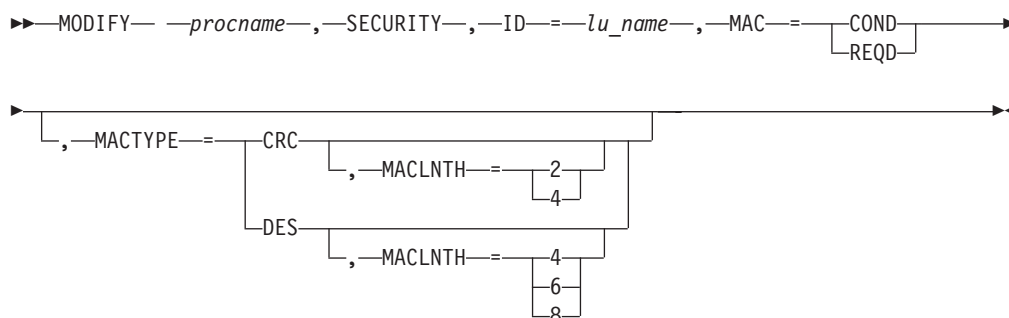 MODIFY procname , SECURITY , ID = lu_name , MAC = COND
REQD
, MACTYPE = CRC
, MACLNTH = 2
4
DES
, MACLNTH = 4
6
8